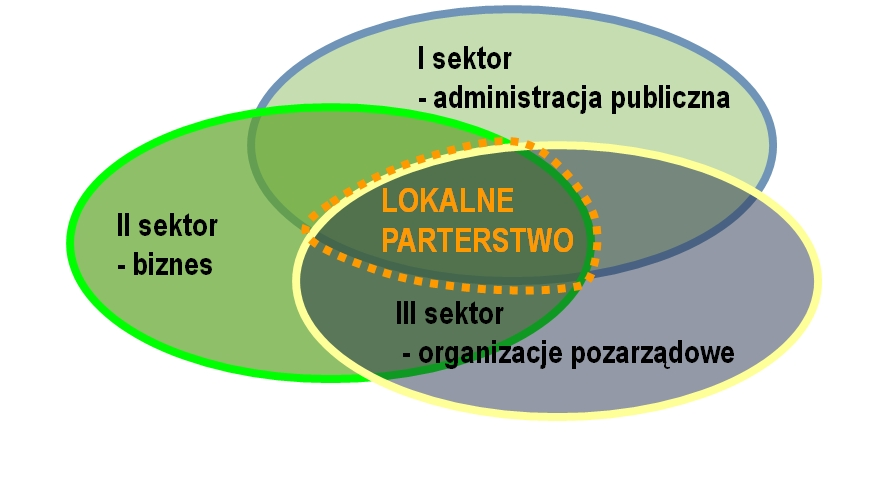 I sektor
- administracja publiczna
LOKALNE
PARTERSTWO
II sektor
- biznes
III sektor
- organizacje pozarządowe